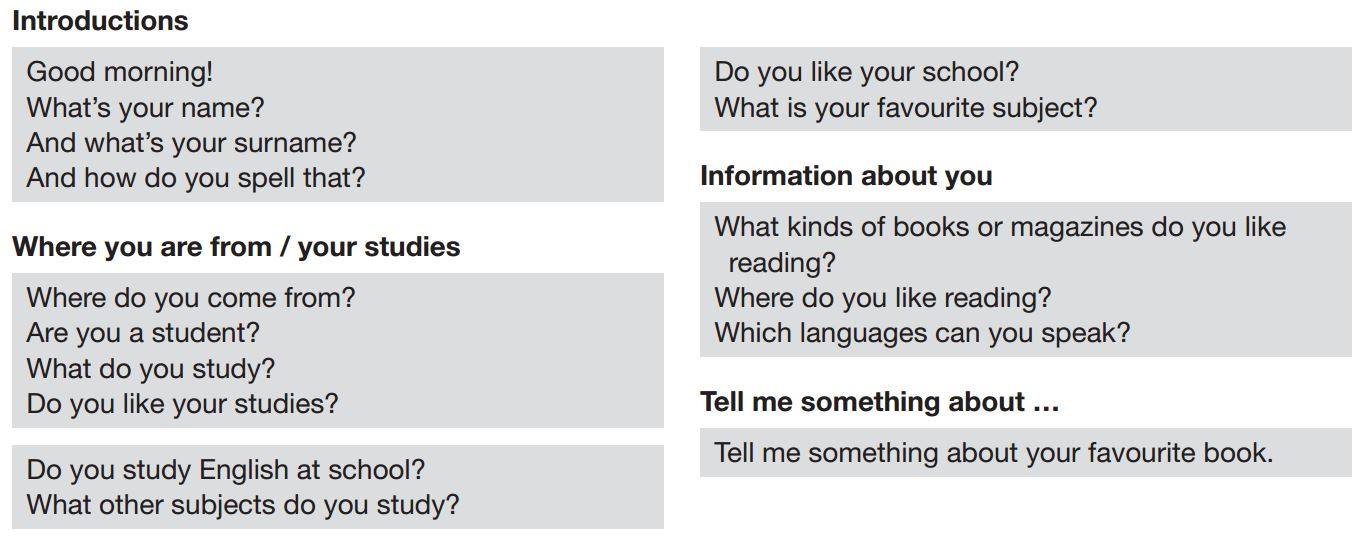 Introductions
Good morning!
What's your name?
And what's your surname?
And how do you spell that?
Where you are from / your studies
Where do you come from?
Are you a student?
What do you study?
Do you like your studies?
Do you study English at school?
What other subjects do you study?
Do you like your school?
What is your favourite subject?
Information about you
What kinds of books or magazines do you like
reading?
Where do you like reading?
Which languages can you speak?
Tell me something about …
Tell me something about your favourite book.